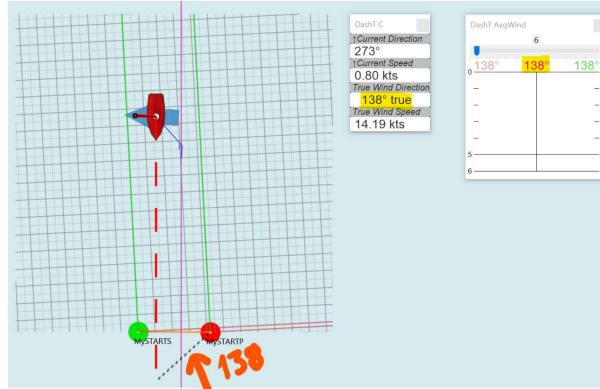 DashT C
↑Current Direction
273°
↑Current Speed
0.80 kts
True Wind Direction
138° true
True Wind Speed
14.19 kts
DashT AvgWind
6
138° 138° 138°
0
5
6
MySTARTS
MySTARTP
138